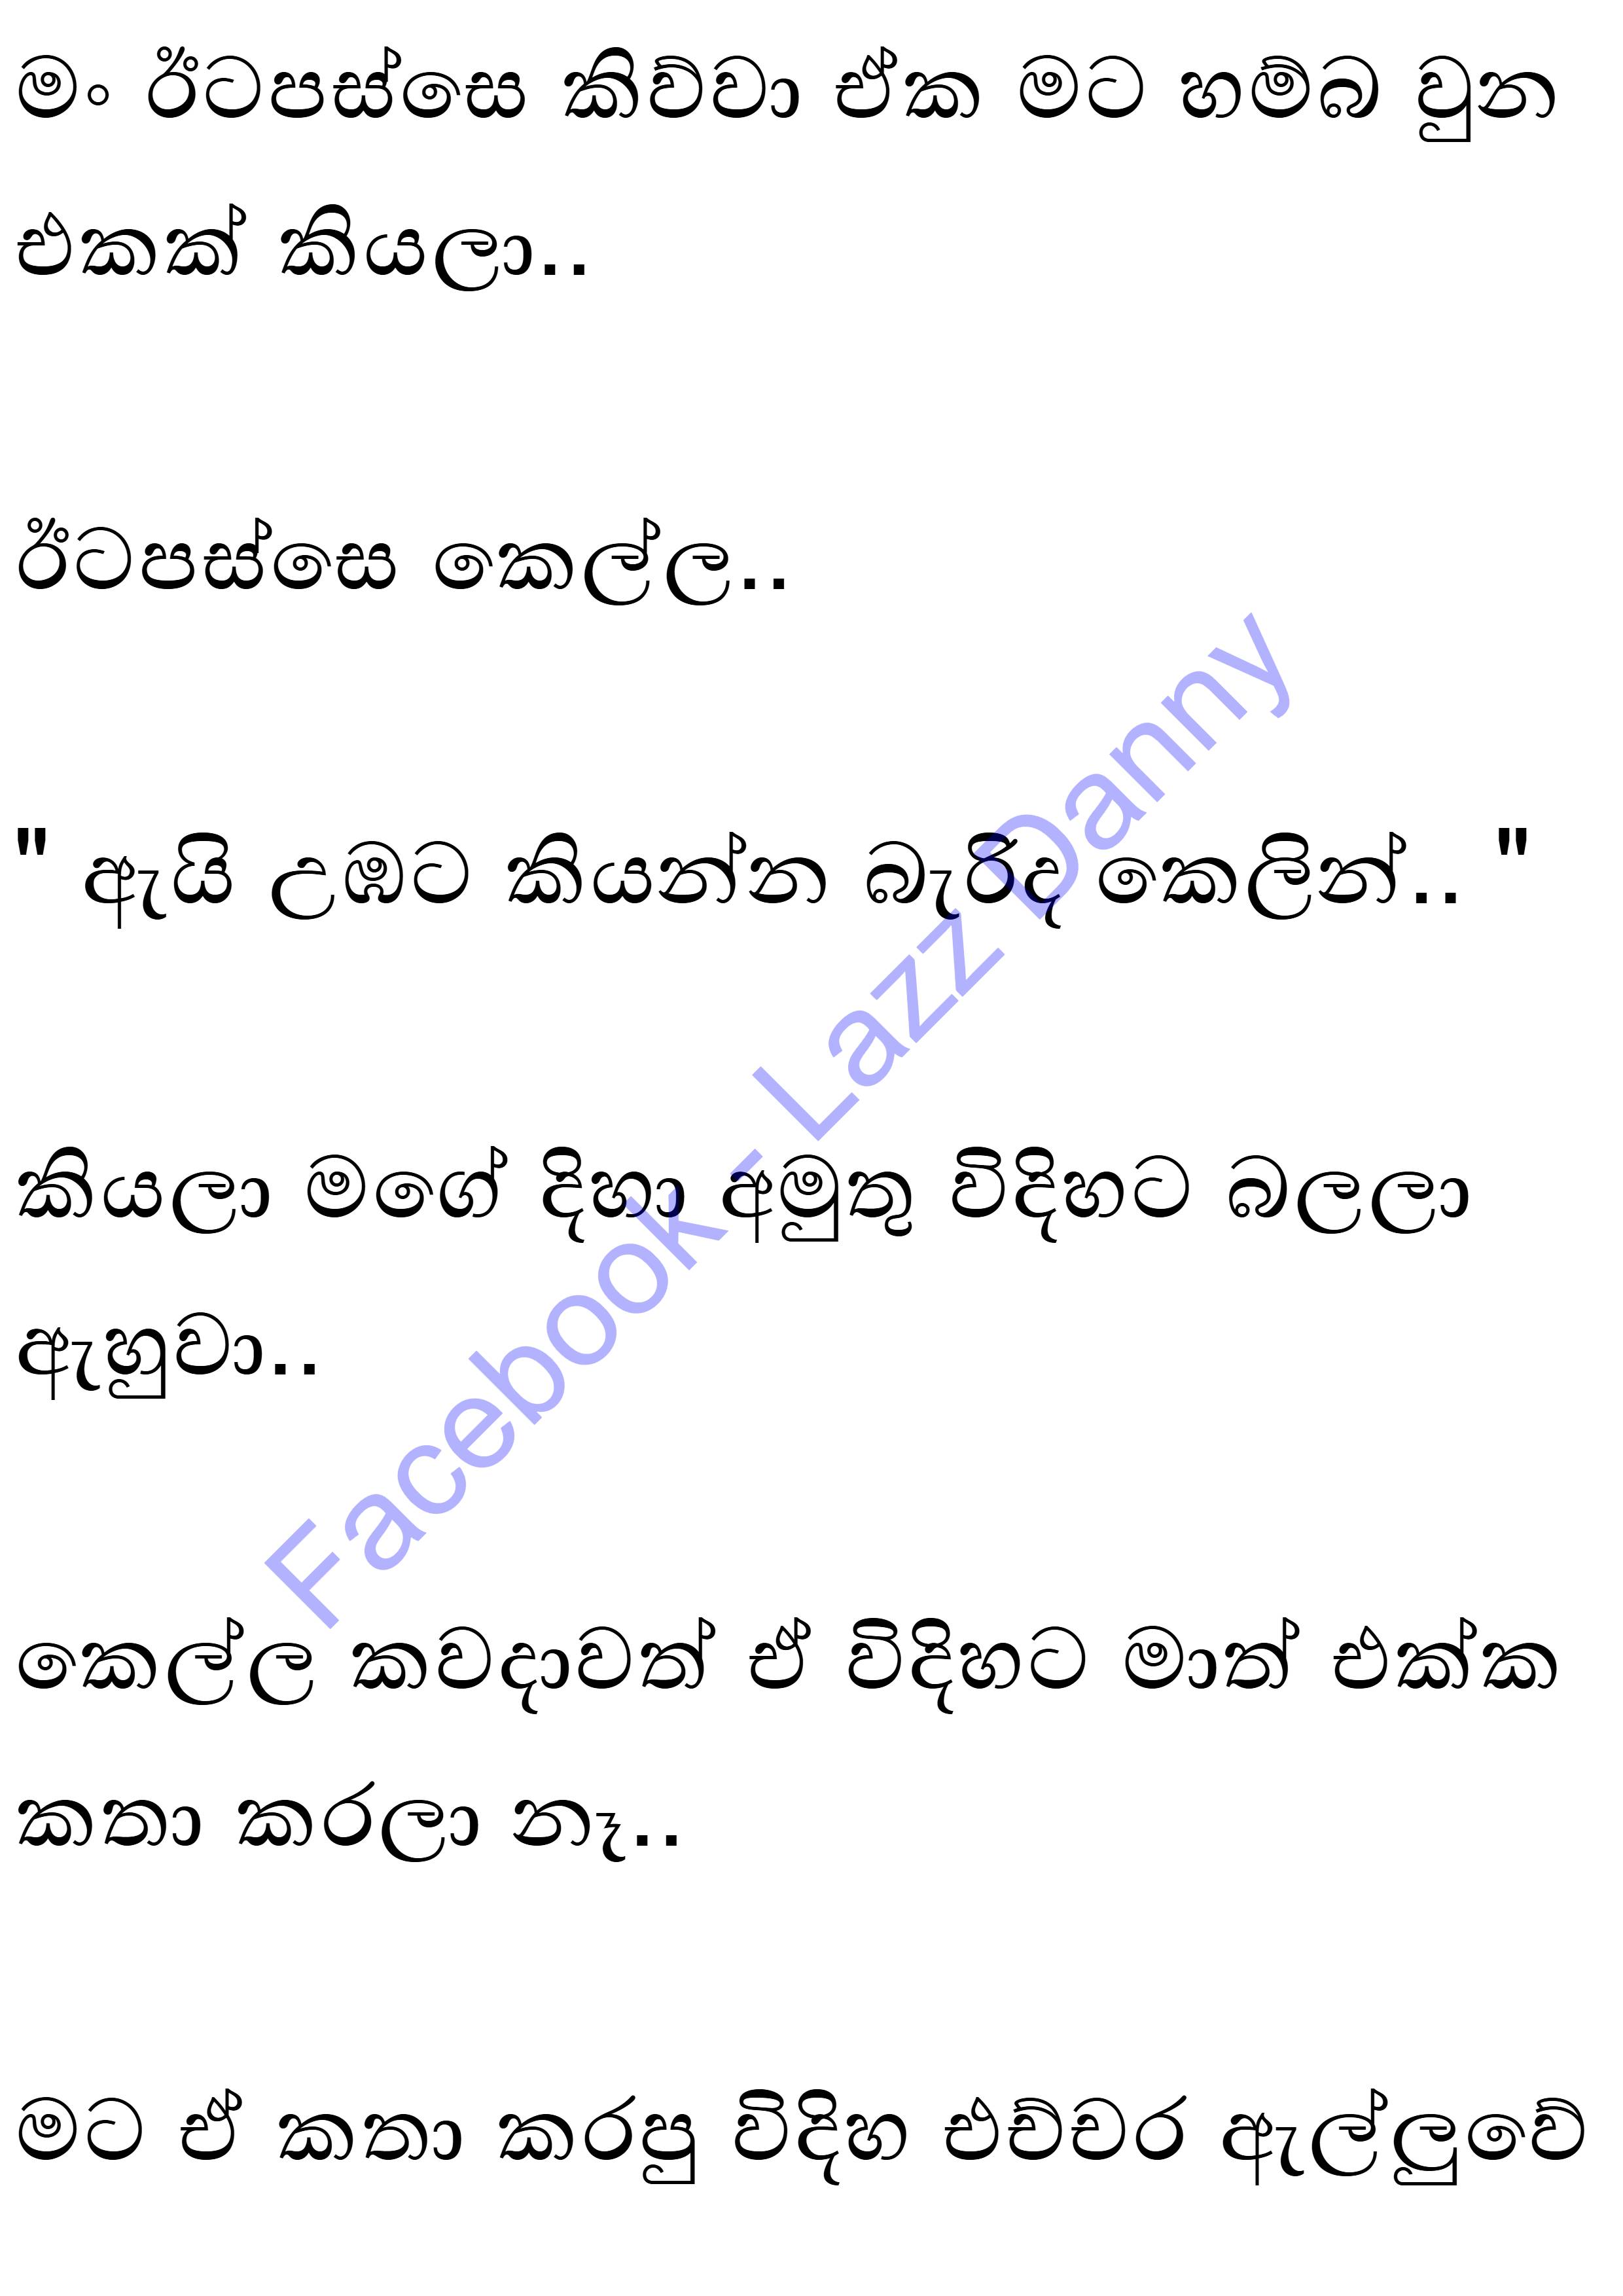 මං ඊටපස්සෙ කිව්වා ඒක මට හම්බ වුන
එකක් කියලා..
ඊටපස්සෙ කෙල්ල..
" ඇයි උඹට කියන්න බැරිද කෙලින්.. "
කියලා මගේ දිහා අමුතු විදිහට බලලා
ඇහුවා..
කෙල්ල කවදාවත් ඒ විදිහට මාත් එක්ක
කතා කරලා නෑ..
මට ඒ කතා කරපු විදිහ එච්චර ඇල්ලුවේ
Facebook- Lazz Danny